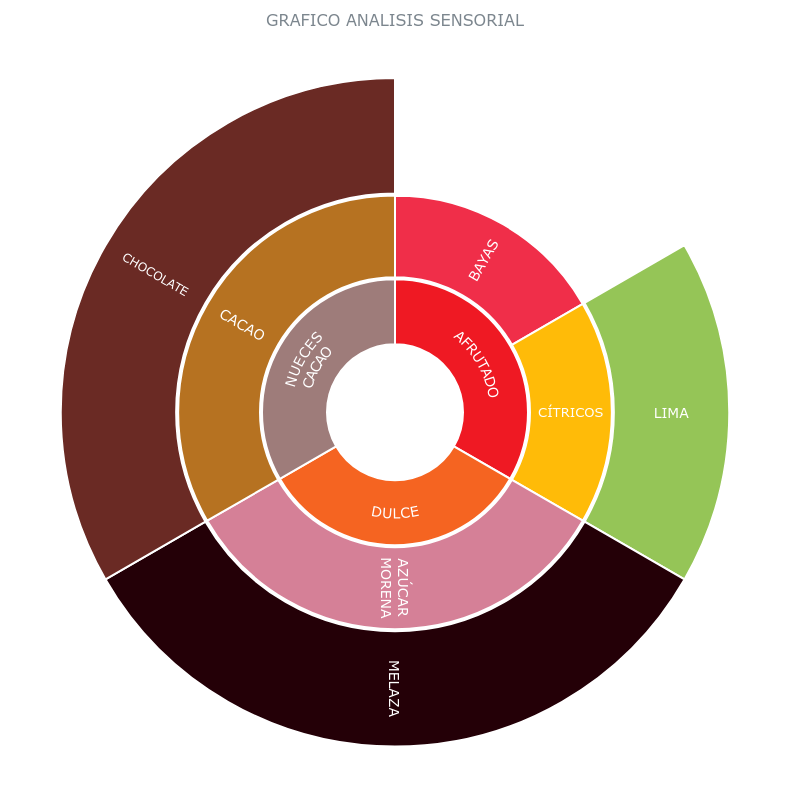 GRAFICO ANALISIS SENSORIAL
AFRUTADO
BAYAS
CÍTRICOS
LIMA
DULCE
AZÚCAR
MORENA
MELAZA
NUECES
CACAO
CACAO
CHOCOLATE